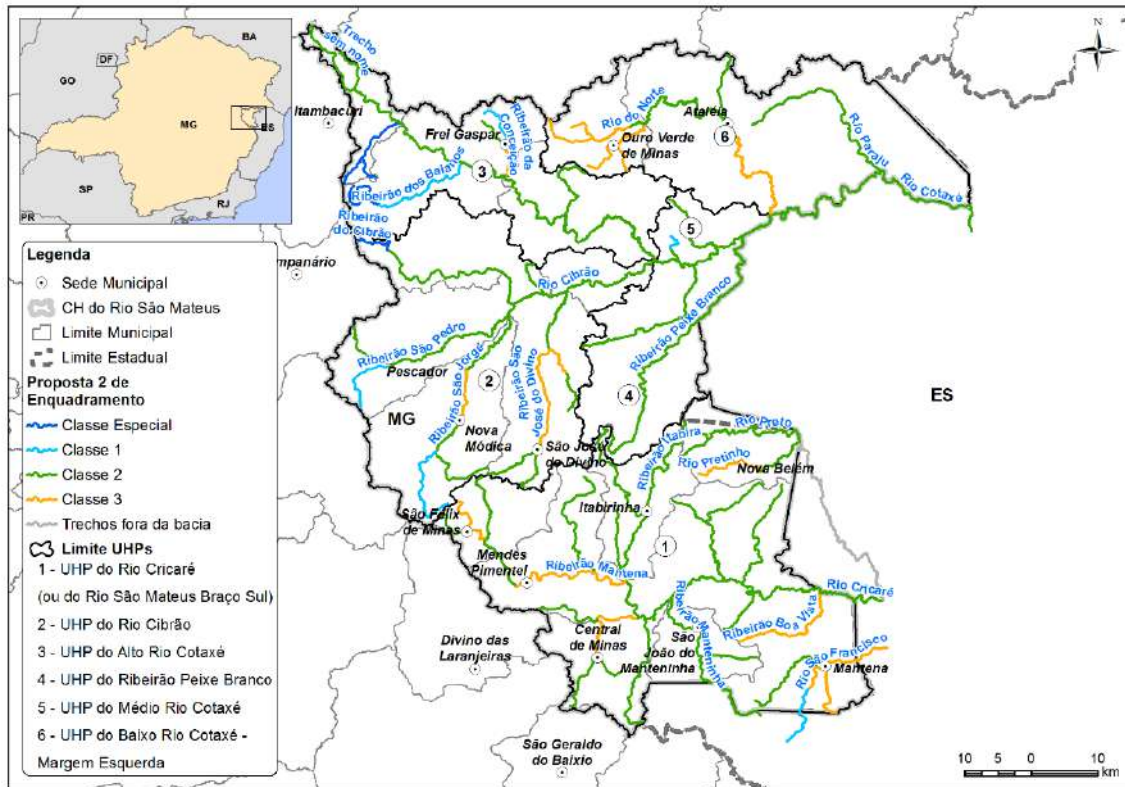 BA
DF
GO
MG
ES
SP
RJ
PR
N
Legenda
Sede Municipal
CH do Rio São Mateus
Limite Municipal
Limite Estadual
Proposta 2 de
Enquadramento
Classe Especial
Classe 1
Classe 2
Classe 3
Trechos fora da bacia
Limite UHPs
1 - UHP do Rio Cricaré
(ou do Rio São Mateus Braço Sul)
2 - UHP do Rio Cibrão
3 - UHP do Alto Rio Cotaxé
4 - UHP do Ribeirão Peixe Branco
5 - UHP do Médio Rio Cotaxé
6 - UHP do Baixo Rio Cotaxé -
Margem Esquerda
Trecho
sem nome
Itambacuri
Frei Gaspar
Ribeirão da
Conceição
Rio do Norte
Ouro Verde
de Minas
Ataléia
6
Rio Paraju
Rio Cotaxé
3
Ribeirão dos Baianos
Ribeirão
do Cibrão
5
mpanário
Rio Cibrão
Ribeirão Peixe Branco
Ribeirão São Pedro
Pescador
Ribeirão São Jorge
2
Ribeirão São
José do Divino
4
MG
ES
Nova
Módica
São José
do Divino
Ribeirão Itabira
Rio Preto
Rio Pretinho
Nova Belém
Itabirinha
São Félix
de Minas
1
Mendes
Pimentel
Ribeirão Mantena
Rio Cricaré
Ribeirão Boa Vista
Ribeirão Manteninha
Central
de Minas
São
João do
Manteninha
Rio São Francisco
Mantena
Divino das
Laranjeiras
São Geraldo
do Baixio
10 5 0 10
km